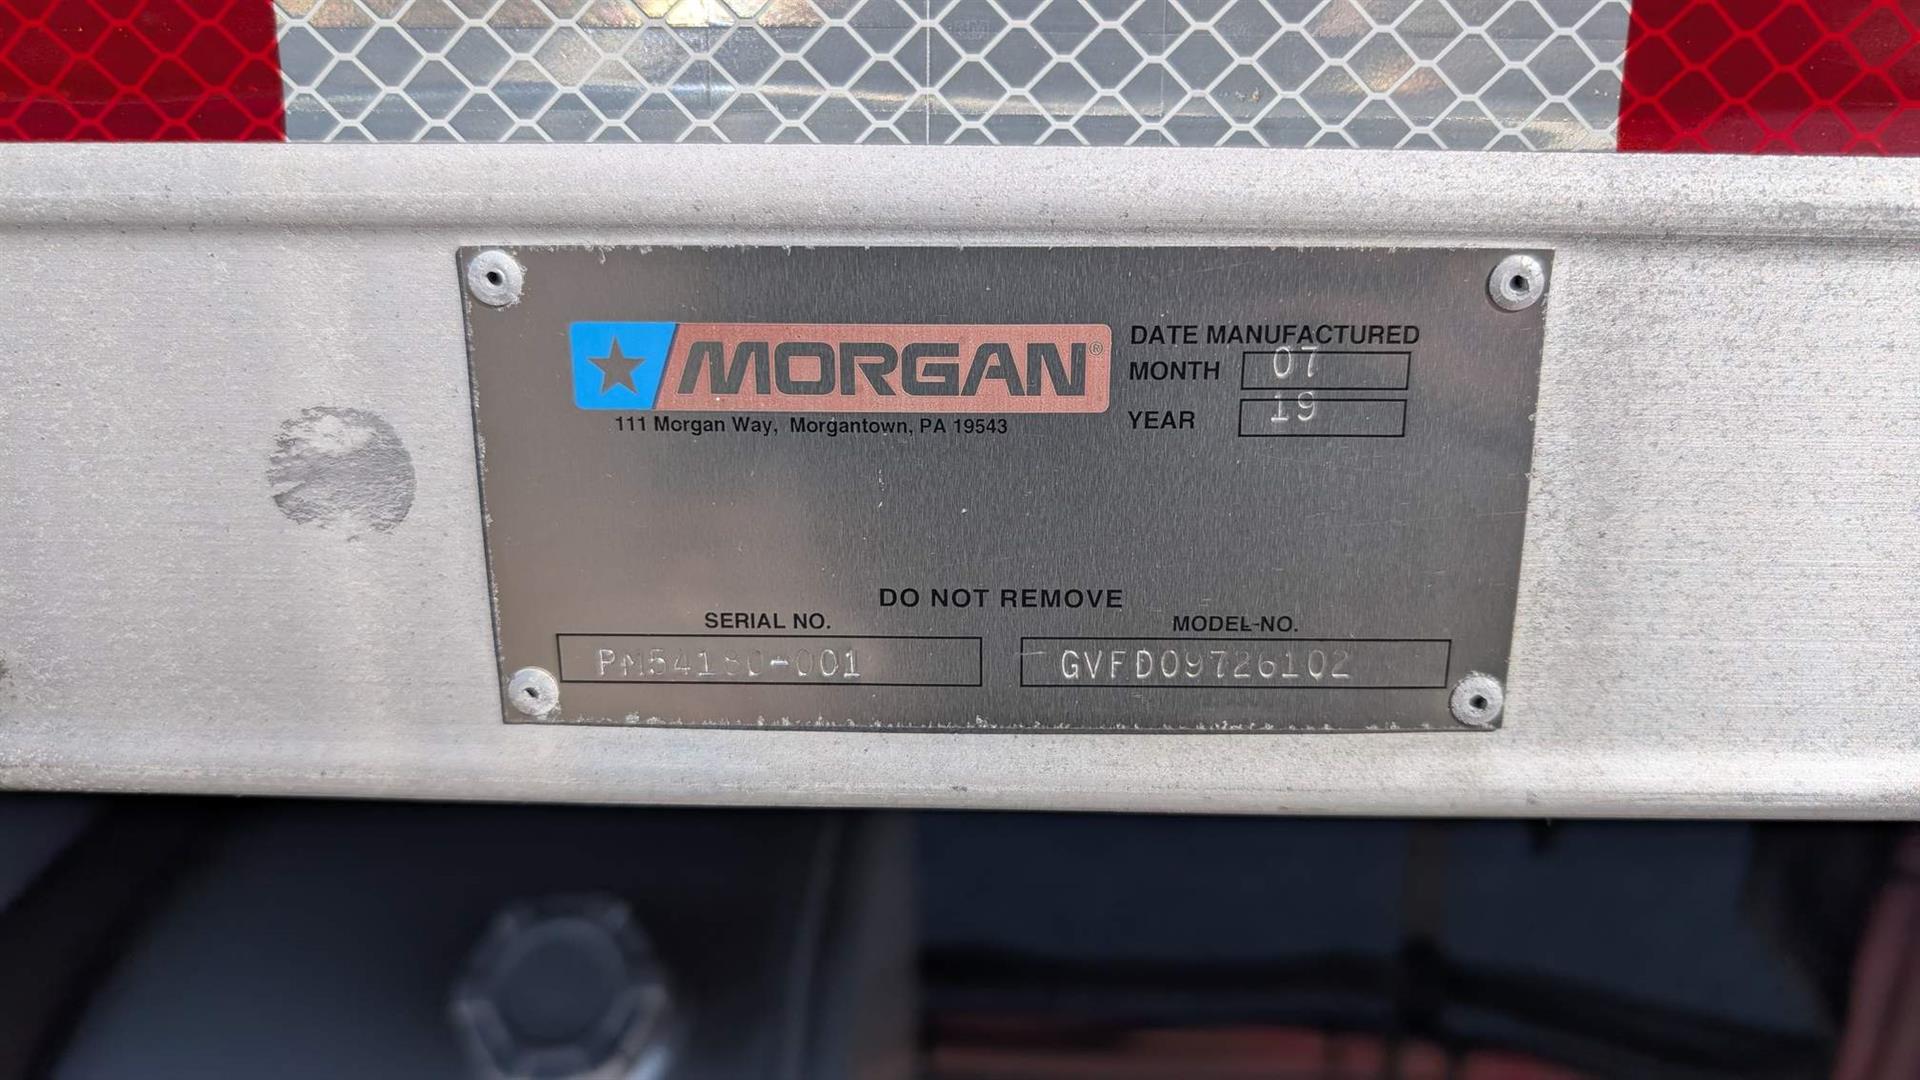 MORGAN®
111 Morgan Way, Morgantown, PA 19543
DATE MANUFACTURED
MONTH 07
YEAR 19
DO NOT REMOVE
SERIAL NO.
PM54180-001
MODEL-NO.
GVFD09726102